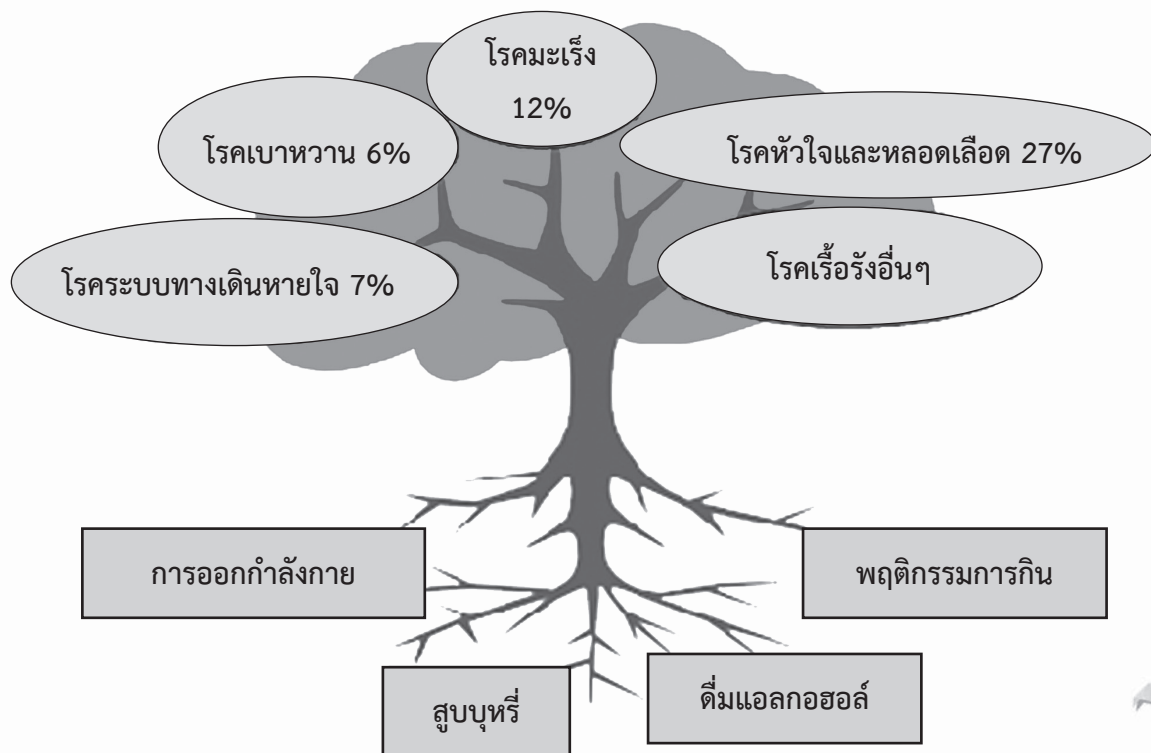 โรคมะเร็ง
12%
โรคเบาหวาน 6%
โรคหัวใจและหลอดเลือด 27%
โรคระบบทางเดินหายใจ 7%
โรคเรื้อรังอื่นๆ
การออกกำลังกาย
พฤติกรรมการกิน
สูบบุหรี่
ดื่มแอลกอฮอล์